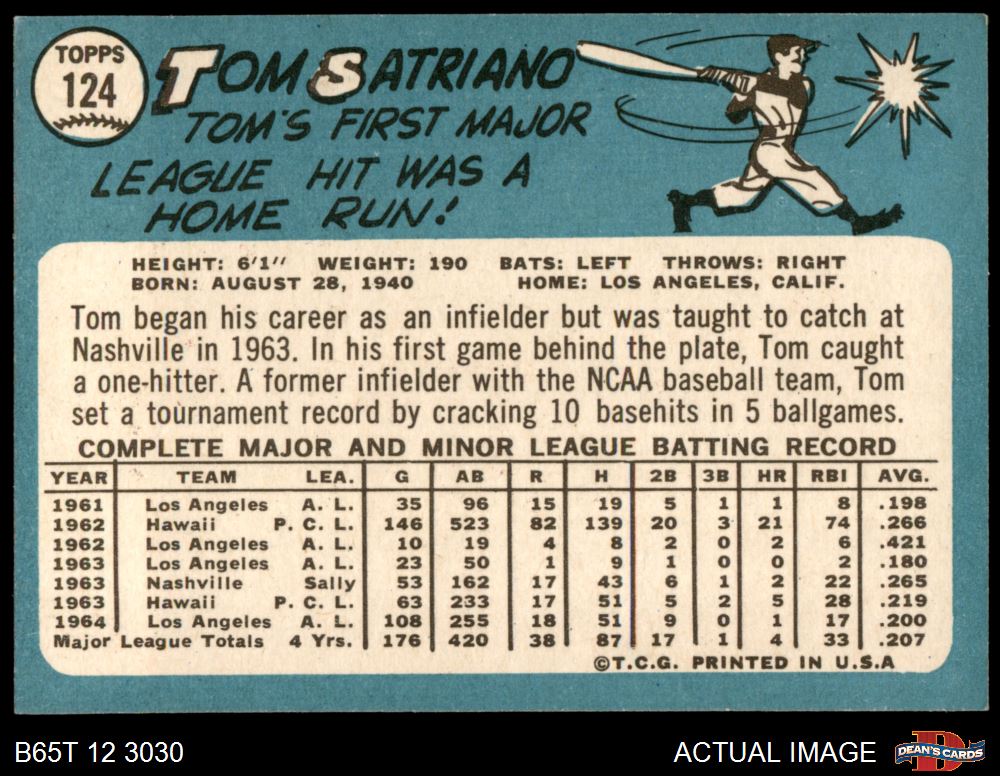 TOPPS
124
TOM SATRIANO
TOM'S FIRST MAJOR
LEAGUE HIT WAS A
HOME RUN!
HEIGHT: 6'1" WEIGHT: 190 BATS: LEFT THROWS: RIGHT
BORN: AUGUST 28, 1940 HOME: LOS ANGELES, CALIF.
Tom began his career as an infielder but was taught to catch at
Nashville in 1963. In his first game behind the plate, Tom caught
a one-hitter. A former infielder with the NCAA baseball team, Tom
set a tournament record by cracking 10 basehits in 5 ballgames.
COMPLETE MAJOR AND MINOR LEAGUE BATTING RECORD
YEAR TEAM LEA. G AB R H 2B 3B HR RBI AVG.
1961 Los Angeles A. L. 35 96 15 19 5 1 1 8 .198
1962 Hawaii P. C. L. 146 523 82 139 20 3 21 74 .266
1962 Los Angeles A. L. 10 19 4 8 2 0 2 6 .421
1963 Los Angeles A. L. 23 50 1 9 1 0 0 2 .180
1963 Nashville Sally 53 162 17 43 6 1 2 22 .265
1963 Hawaii P. C. L. 63 233 17 51 5 2 5 28 .219
1964 Los Angeles A. L. 108 255 18 51 9 0 1 17 .200
Major League Totals 4 Yrs. 176 420 38 87 17 1 4 33 .207
©T.C.G. PRINTED IN U.S.A
B65T 12 3030 ACTUAL IMAGE DEAN'S CARDS